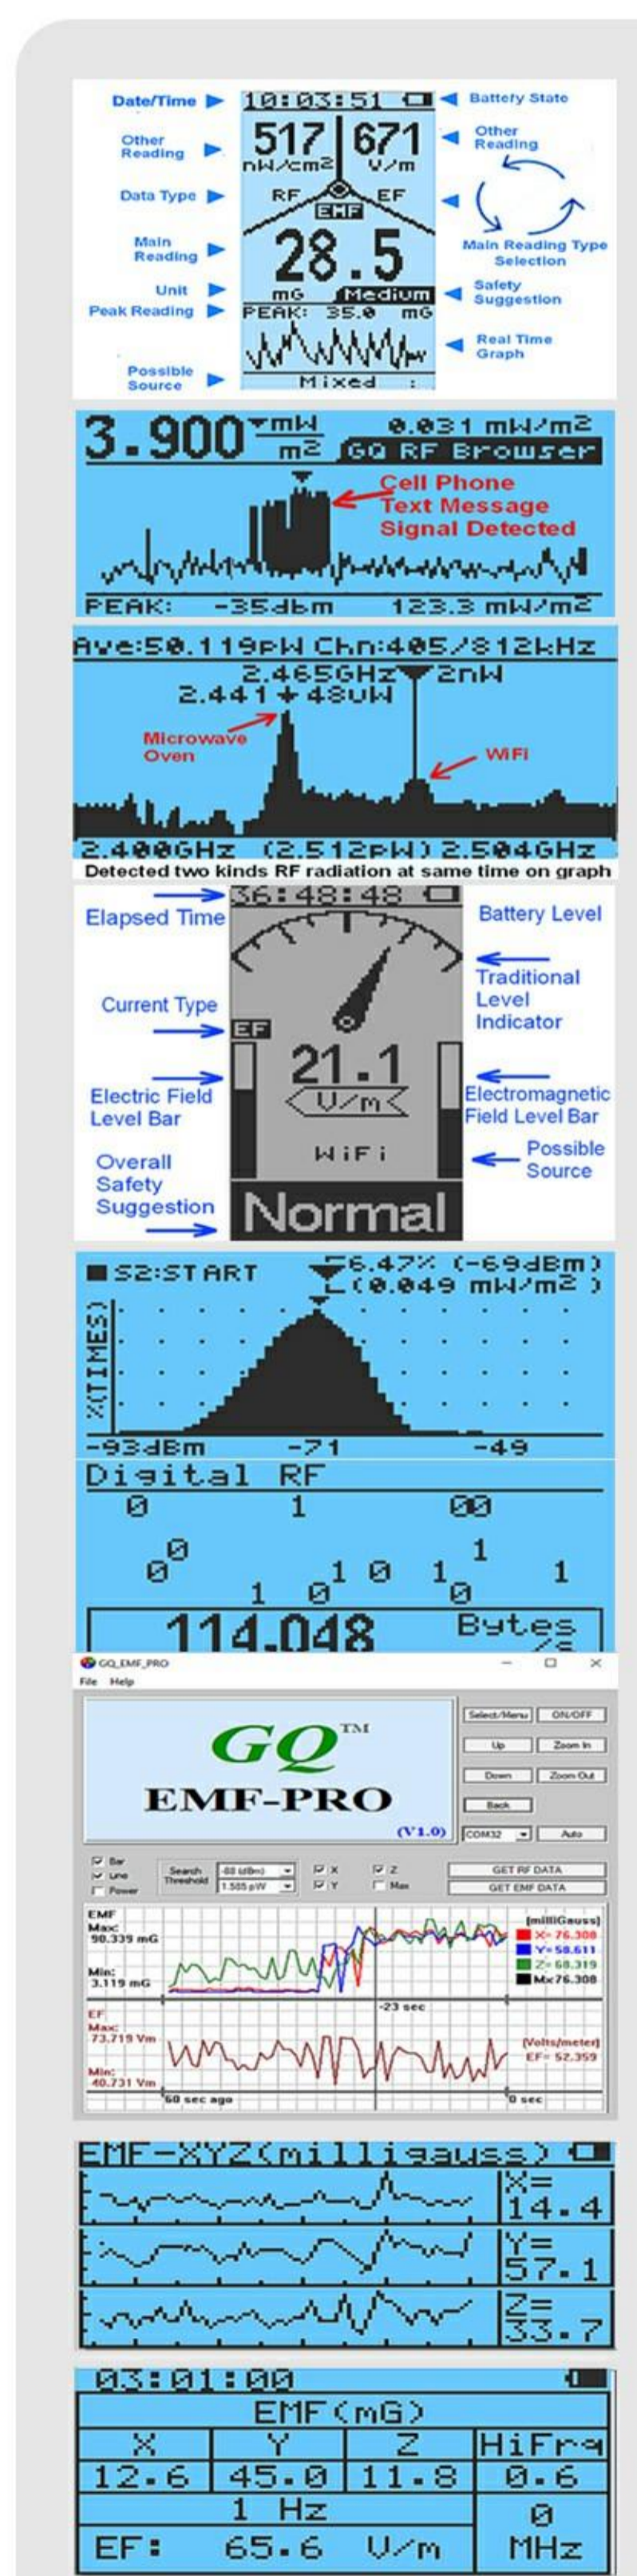 Date/Time
10:03:51
Battery State
Other
Reading
517
nW/cm2
671
V/m
Other
Reading
Data Type
RF
EF
EMF
Main
Reading
28.5
Main Reading Type
Selection
Unit
mG
Medium
Safety
Suggestion
Peak Reading
PEAK: 35.0 mG
Real Time
Graph
Possible
Source
Mixed :
3.900 mW
m2
0.031 mW/m2
GQ RF Browser
Cell Phone
Text Message
Signal Detected
PEAK: -35dbm 123.3 mW/m2
Ave:50.119pW Chn:405/812kHz
2.465GHz 2nW
2.441 48uW
Microwave
Oven
WiFi
2.400GHz (2.512pW) 2.504GHz
Detected two kinds RF radiation at same time on graph
Elapsed Time
36:48:48
Battery Level
Traditional
Level
Indicator
Current Type
EF
21.1
V/m
Electric Field
Level Bar
Electromagnetic
Field Level Bar
WiFi
Possible
Source
Overall
Safety
Suggestion
Normal
S2:START
6.47% (-69dBm)
(0.049 mW/m2 )
%(TIMES)
-93dBm -71 -49
Digital RF
0 1 00
0 1
0 1 0 1 1
1 0 0
114.048 Bytes
/s
GQ_EMF_PRO
File Help
GQ TM
EMF-PRO
(V1.0)
Select/Menu ON/OFF
Up Zoom In
Down Zoom Out
Back
COM32 Auto
Bar
Line
Power
Search
Threshold
-88 (dBm)
1.585 pW
X Z
Y Max
GET RF DATA
GET EMF DATA
EMF
Max:
90.339 mG
Min:
3.119 mG
[milliGauss]
X= 76.308
Y= 58.611
Z= 68.319
Mx76.308
-23 sec
EF:
Max:
73.719 Vm
Min:
40.731 Vm
(Volts/meter)
EF= 52.359
60 sec ago
0 sec
EMF-XYZ(milligauss)
X=
14.4
Y=
57.1
Z=
33.7
03:01:00
EMF(mG)
X Y Z HiFrq
12.6 45.0 11.8 0.6
1 Hz 0
EF: 65.6 V/m MHz